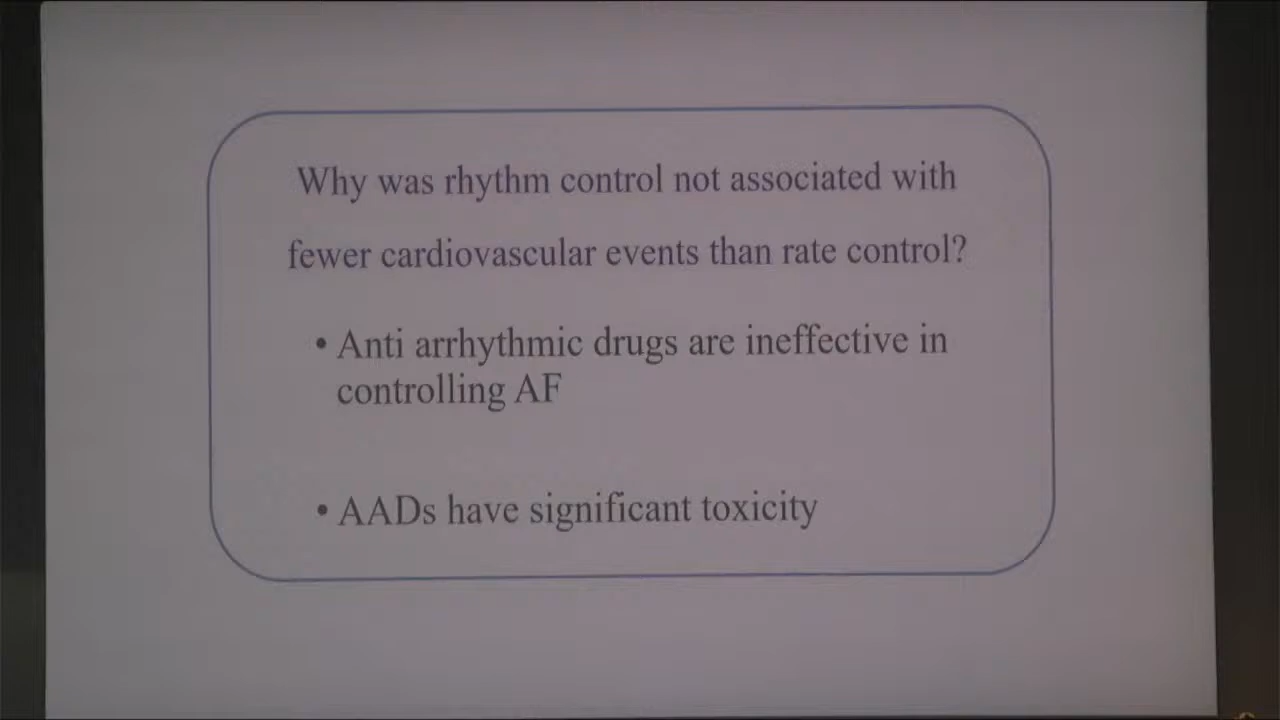 Why was rhythm control not associated with
fewer cardiovascular events than rate control?
• Anti arrhythmic drugs are ineffective in
controlling AF
• AADs have significant toxicity